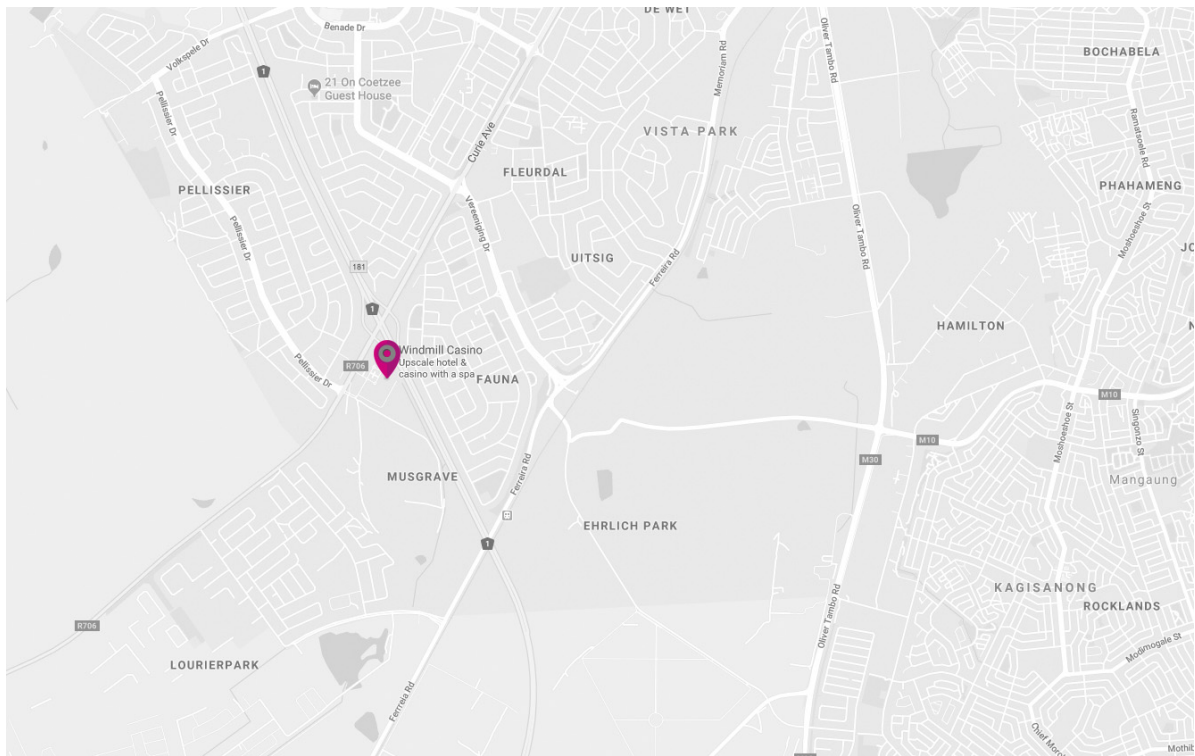 DE WET
Benade Dr
Volkspele Dr
1
21 On Coetzee
Guest House
Memoriam Rd
Oliver Tambo Rd
BOCHABELA
Pellissier Dr
Curie Ave
VISTA PARK
Ramatsoele Rd
FLEURDAL
PELLISSIER
PHAHAMENG
Pellissier Dr
Vereeniging Dr
Oliver Tambo Rd
Moshoeshoe St
UITSIG
Ferreira Rd
181
1
HAMILTON
Windmill Casino
Upscale hotel &
casino with a spa
R706
Pellissier Dr
FAUNA
M10
Moshoeshoe St
Singonzo St
M10
M30
Ferreira Rd
MUSGRAVE
Mangaung
EHRLICH PARK
1
KAGISANONG
ROCKLANDS
R706
Oliver Tambo Rd
Modimogale St
LOURIERPARK
Ferrreia Rd